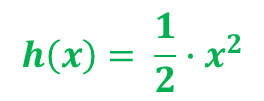 h(x) = 1/2 · x²